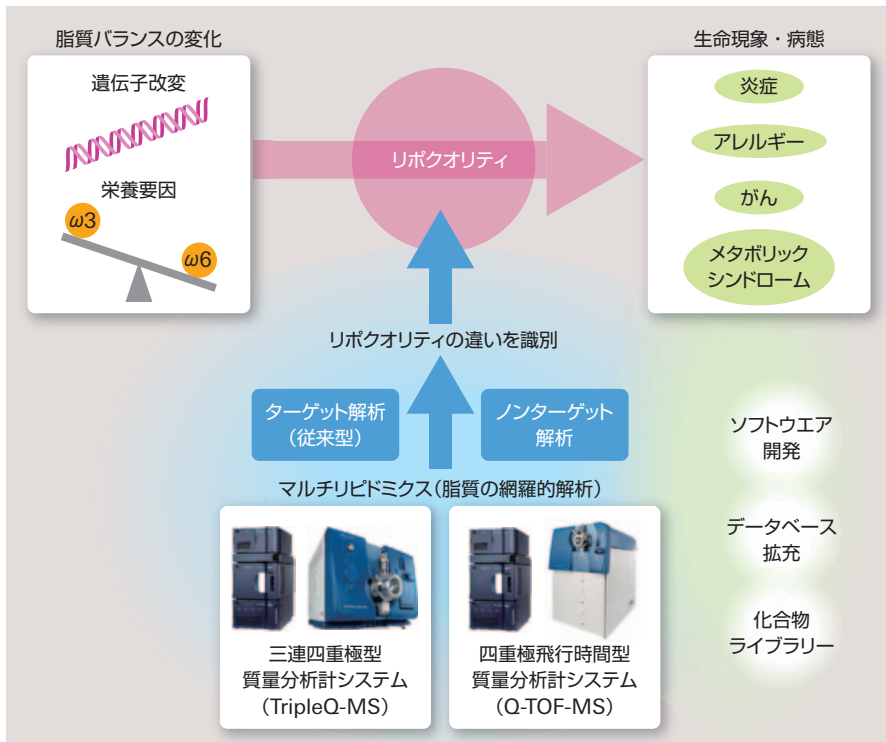 脂質バランスの変化
遺伝子改変
栄養要因
ω3
ω6
リポクオリティ
生命現象・病態
炎症
アレルギー
がん
メタボリック
シンドローム
リポクオリティの違いを識別
ターゲット解析
（従来型）
ノンターゲット
解析
マルチリピドミクス（脂質の網羅的解析）
三連四重極型
質量分析計システム
（TripleQ-MS）
四重極飛行時間型
質量分析計システム
（Q-TOF-MS）
ソフトウエア
開発
データベース
拡充
化合物
ライブラリー